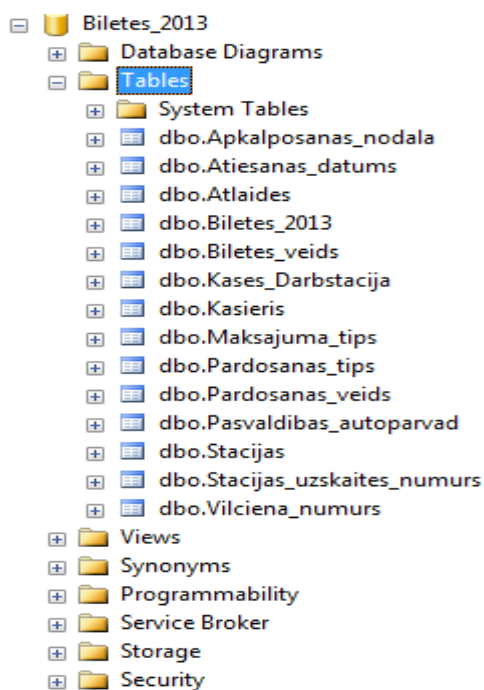 Biletes_2013
Database Diagrams
Tables
System Tables
dbo.Apkalposanas_nodala
dbo.Atiesanas_datums
dbo.Atlaides
dbo.Biletes_2013
dbo.Biletes_veids
dbo.Kases_Darbstacija
dbo.Kasieris
dbo.Maksajuma_tips
dbo.Pardosanas_tips
dbo.Pardosanas_veids
dbo.Pasvaldibas_autoparvad
dbo.Stacijas
dbo.Stacijas_uzskaites_numurs
dbo.Vilciena_numurs
Views
Synonyms
Programmability
Service Broker
Storage
Security